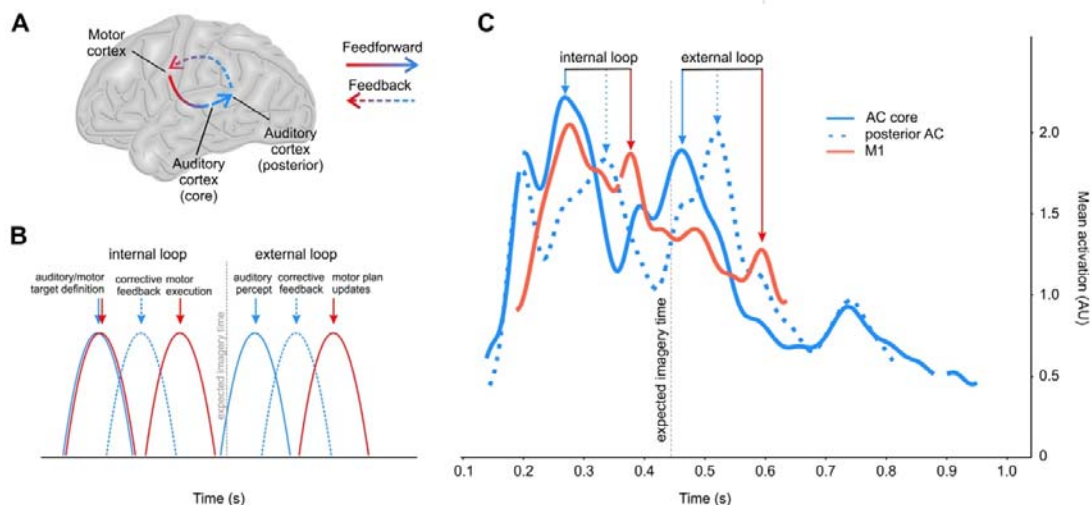 A
Motor
cortex
Feedforward
Feedback
Auditory
cortex
(posterior)
Auditory
cortex
(core)
B
internal loop
external loop
auditory/motor
target definition
corrective
feedback
motor
execution
auditory
percept
corrective
feedback
motor plan
updates
expected imagery time
Time (s)
C
internal loop
external loop
AC core
posterior AC
M1
expected imagery time
2.0
1.5
1.0
0.5
0
Mean activation (AU)
0.1 0.2 0.3 0.4 0.5 0.6 0.7 0.8 0.9 1.0
Time (s)